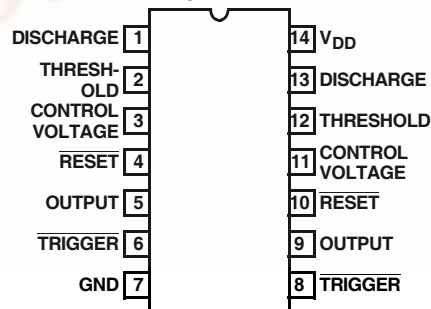 DISCHARGE 1
THRESH-
OLD 2
CONTROL
VOLTAGE 3
RESET 4
OUTPUT 5
TRIGGER 6
GND 7
14 VDD
13 DISCHARGE
12 THRESHOLD
11 CONTROL
VOLTAGE
10 RESET
9 OUTPUT
8 TRIGGER